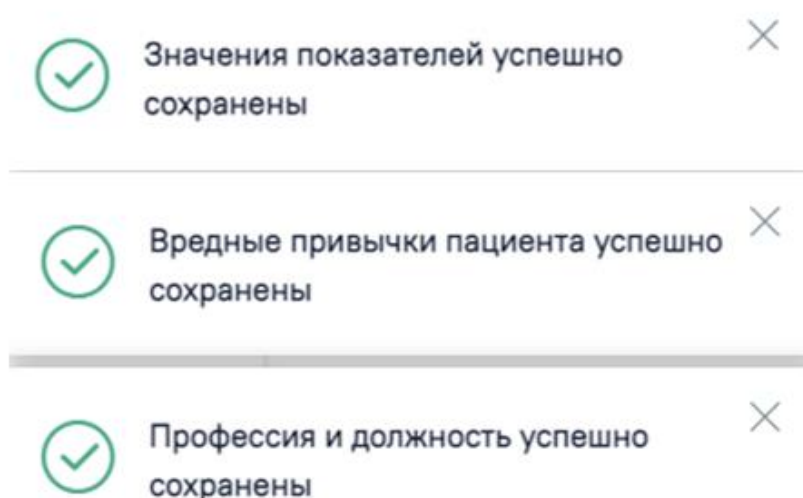 Значения показателей успешно
сохранены
Вредные привычки пациента успешно
сохранены
Профессия и должность успешно
сохранены